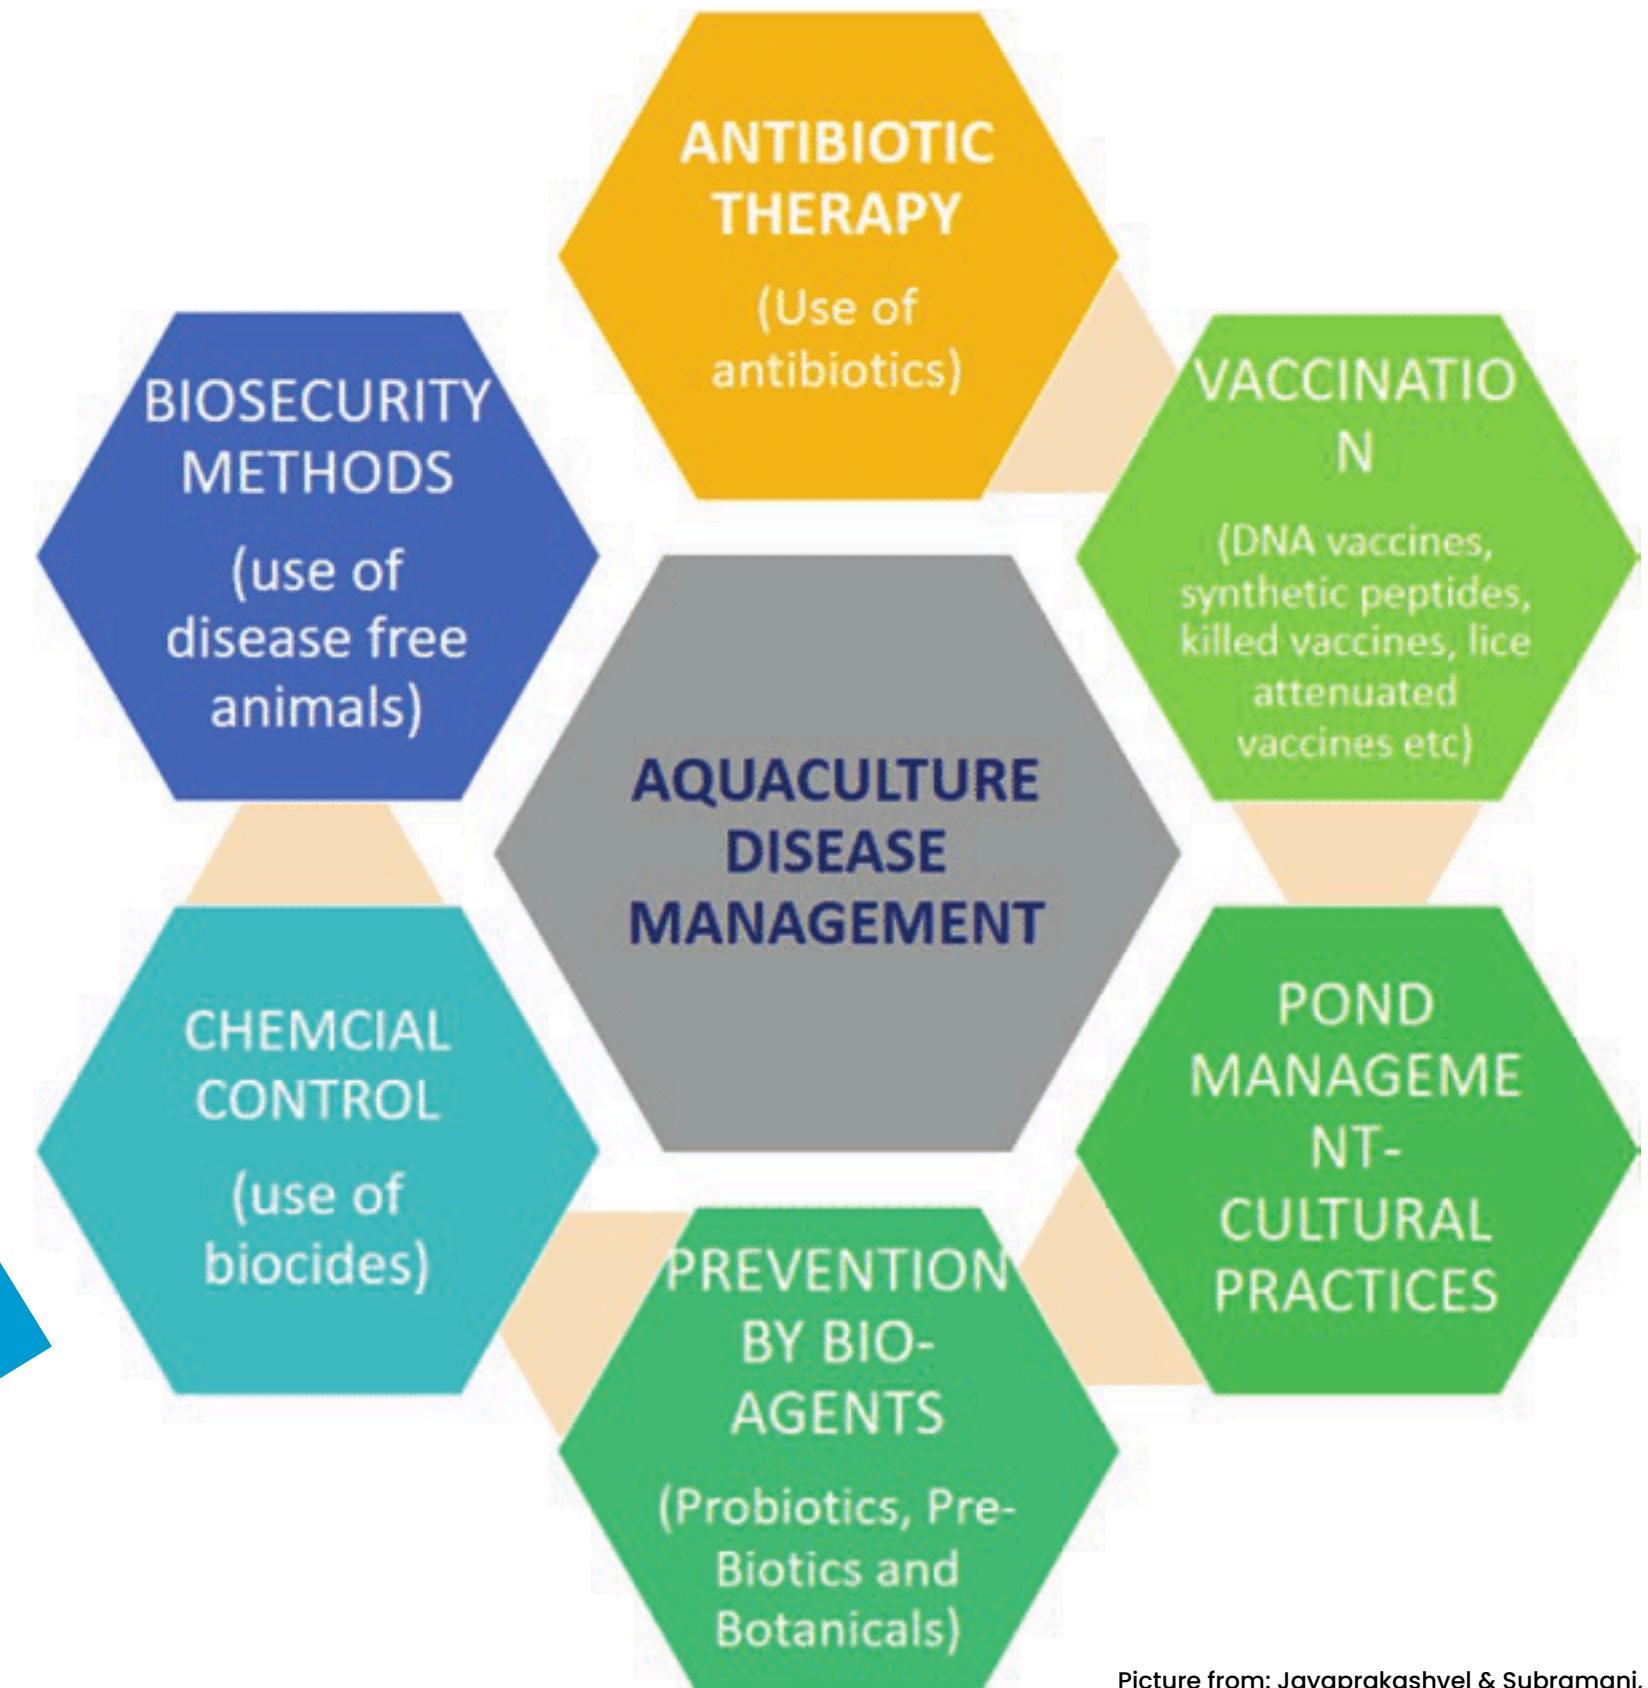 ANTIBIOTIC
THERAPY
(Use of
antibiotics)
VACCINATIO
N
(DNA vaccines,
synthetic peptides,
killed vaccines, lice
attenuated
vaccines etc)
BIOSECURITY
METHODS
(use of
disease free
animals)
AQUACULTURE
DISEASE
MANAGEMENT
POND
MANAGEME
NT-
CULTURAL
PRACTICES
CHEMCIAL
CONTROL
(use of
biocides)
PREVENTION
BY BIO-
AGENTS
(Probiotics, Pre-
Biotics and
Botanicals)
Picture from: Jayaprakashvel & Subramani,